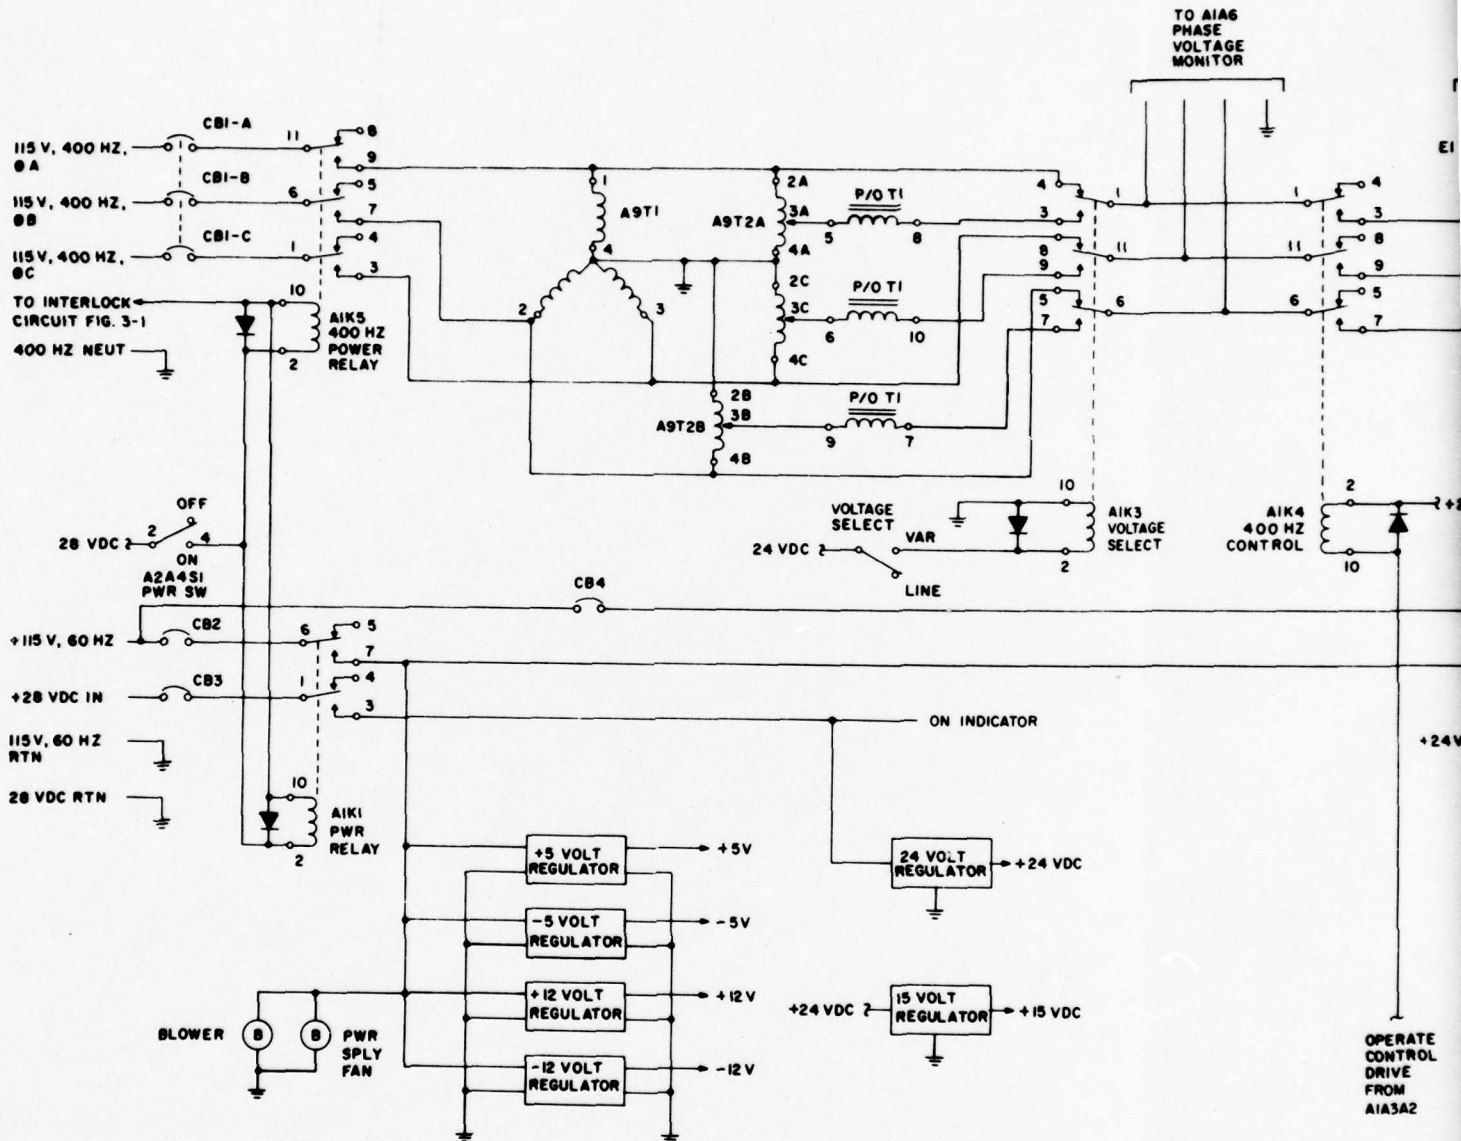 TO A1A6
PHASE
VOLTAGE
MONITOR
CB1-A
115 V, 400 HZ,
ØA
11
8
9
CB1-B
115 V, 400 HZ,
ØB
6
5
7
CB1-C
115 V, 400 HZ,
ØC
1
4
3
TO INTERLOCK
CIRCUIT FIG. 3-1
10
400 HZ NEUT
2
A1K5
400 HZ
POWER
RELAY
1
A9T1
4
2
3
2A
A9T2A
3A
4A
P/O T1
5
8
2C
3C
4C
P/O T1
6
10
2B
A9T2B
3B
4B
P/O T1
9
7
4
3
1
8
9
11
5
7
6
1
4
3
11
8
9
6
5
7
E1
OFF
28 VDC
2
4
ON
A2A4S1
PWR SW
VOLTAGE
SELECT
24 VDC
VAR
LINE
10
2
A1K3
VOLTAGE
SELECT
A1K4
400 HZ
CONTROL
2
10
CB4
+115 V, 60 HZ
CB2
6
5
7
+28 VDC IN
CB3
1
4
3
ON INDICATOR
115V, 60 HZ
RTN
+24V
28 VDC RTN
10
2
A1K1
PWR
RELAY
+5 VOLT
REGULATOR
+5V
24 VOLT
REGULATOR
+24 VDC
-5 VOLT
REGULATOR
-5V
+12 VOLT
REGULATOR
+12V
+24 VDC
15 VOLT
REGULATOR
+15 VDC
BLOWER
B
B
PWR
SPLY
FAN
-12 VOLT
REGULATOR
-12V
OPERATE
CONTROL
DRIVE
FROM
A1A3A2